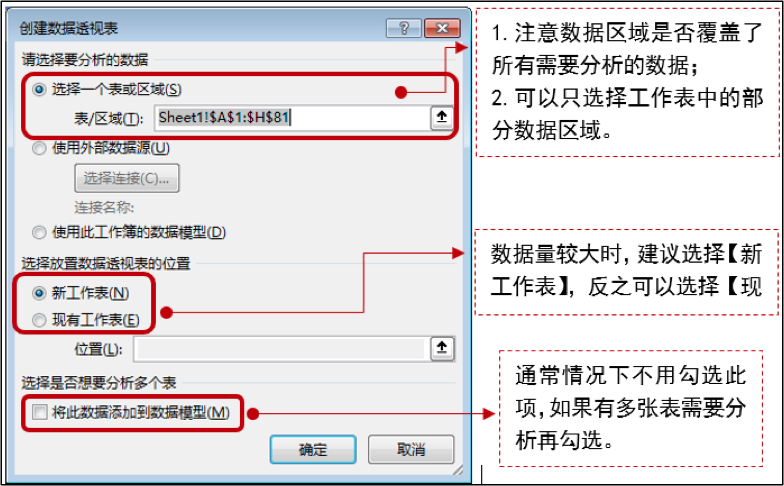 创建数据透视表
请选择要分析的数据
选择一个表或区域(S)
表/区域(T): Sheet1!$A$1:$H$81
使用外部数据源(U)
选择连接(C)...
连接名称:
使用此工作簿的数据模型(D)
选择放置数据透视表的位置
新工作表(N)
现有工作表(E)
位置(L):
选择是否想要分析多个表
将此数据添加到数据模型(M)
确定 取消
1. 注意数据区域是否覆盖了
所有需要分析的数据；
2. 可以只选择工作表中的部
分数据区域。
数据量较大时，建议选择【新
工作表】，反之可以选择【现
通常情况下不用勾选此
项，如果有多张表需要分
析再勾选。